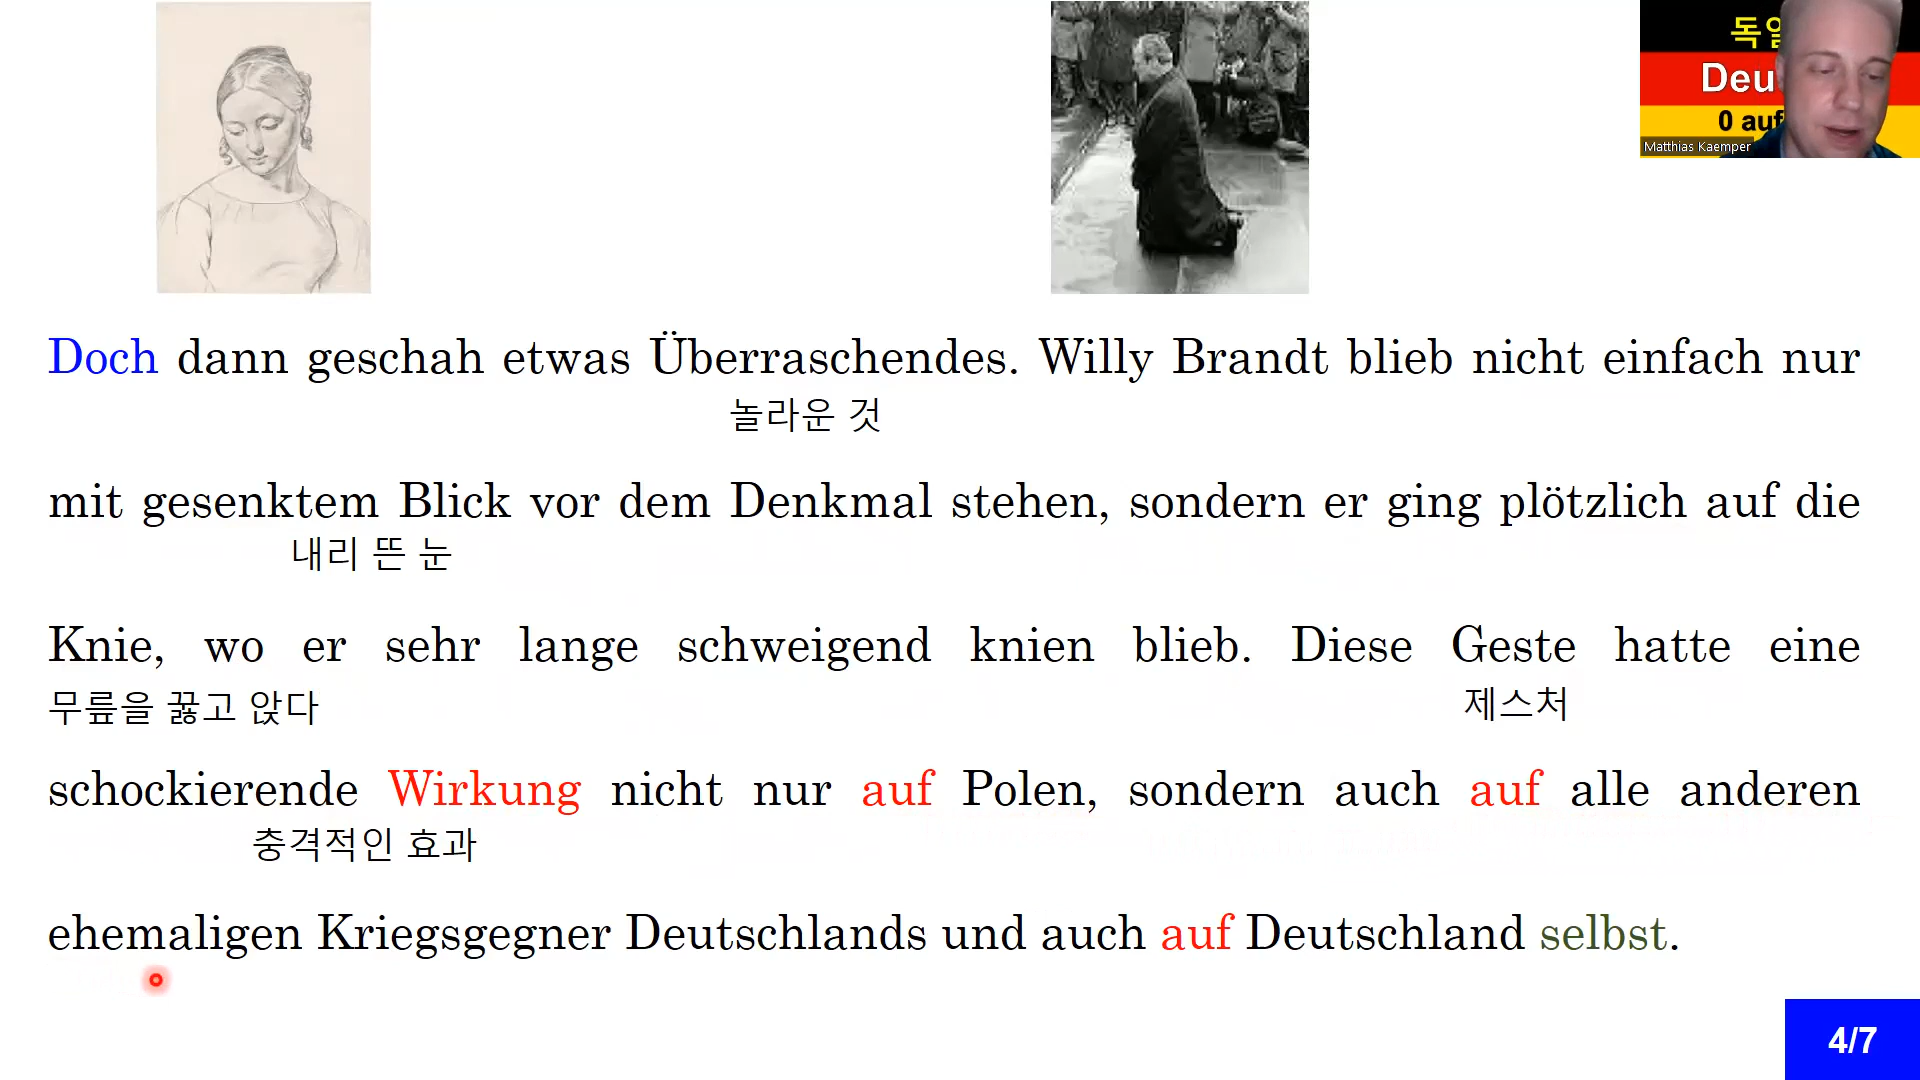 독일
Deu
0 auf
Matthias Kaemper
Doch dann geschah etwas Überraschendes. Willy Brandt blieb nicht einfach nur
놀라운 것
mit gesenktem Blick vor dem Denkmal stehen, sondern er ging plötzlich auf die
내리 뜬 눈
Knie, wo er sehr lange schweigend knien blieb. Diese Geste hatte eine
무릎을 꿇고 앉다 제스처
schockierende Wirkung nicht nur auf Polen, sondern auch auf alle anderen
충격적인 효과
ehemaligen Kriegsgegner Deutschlands und auch auf Deutschland selbst.
4/7